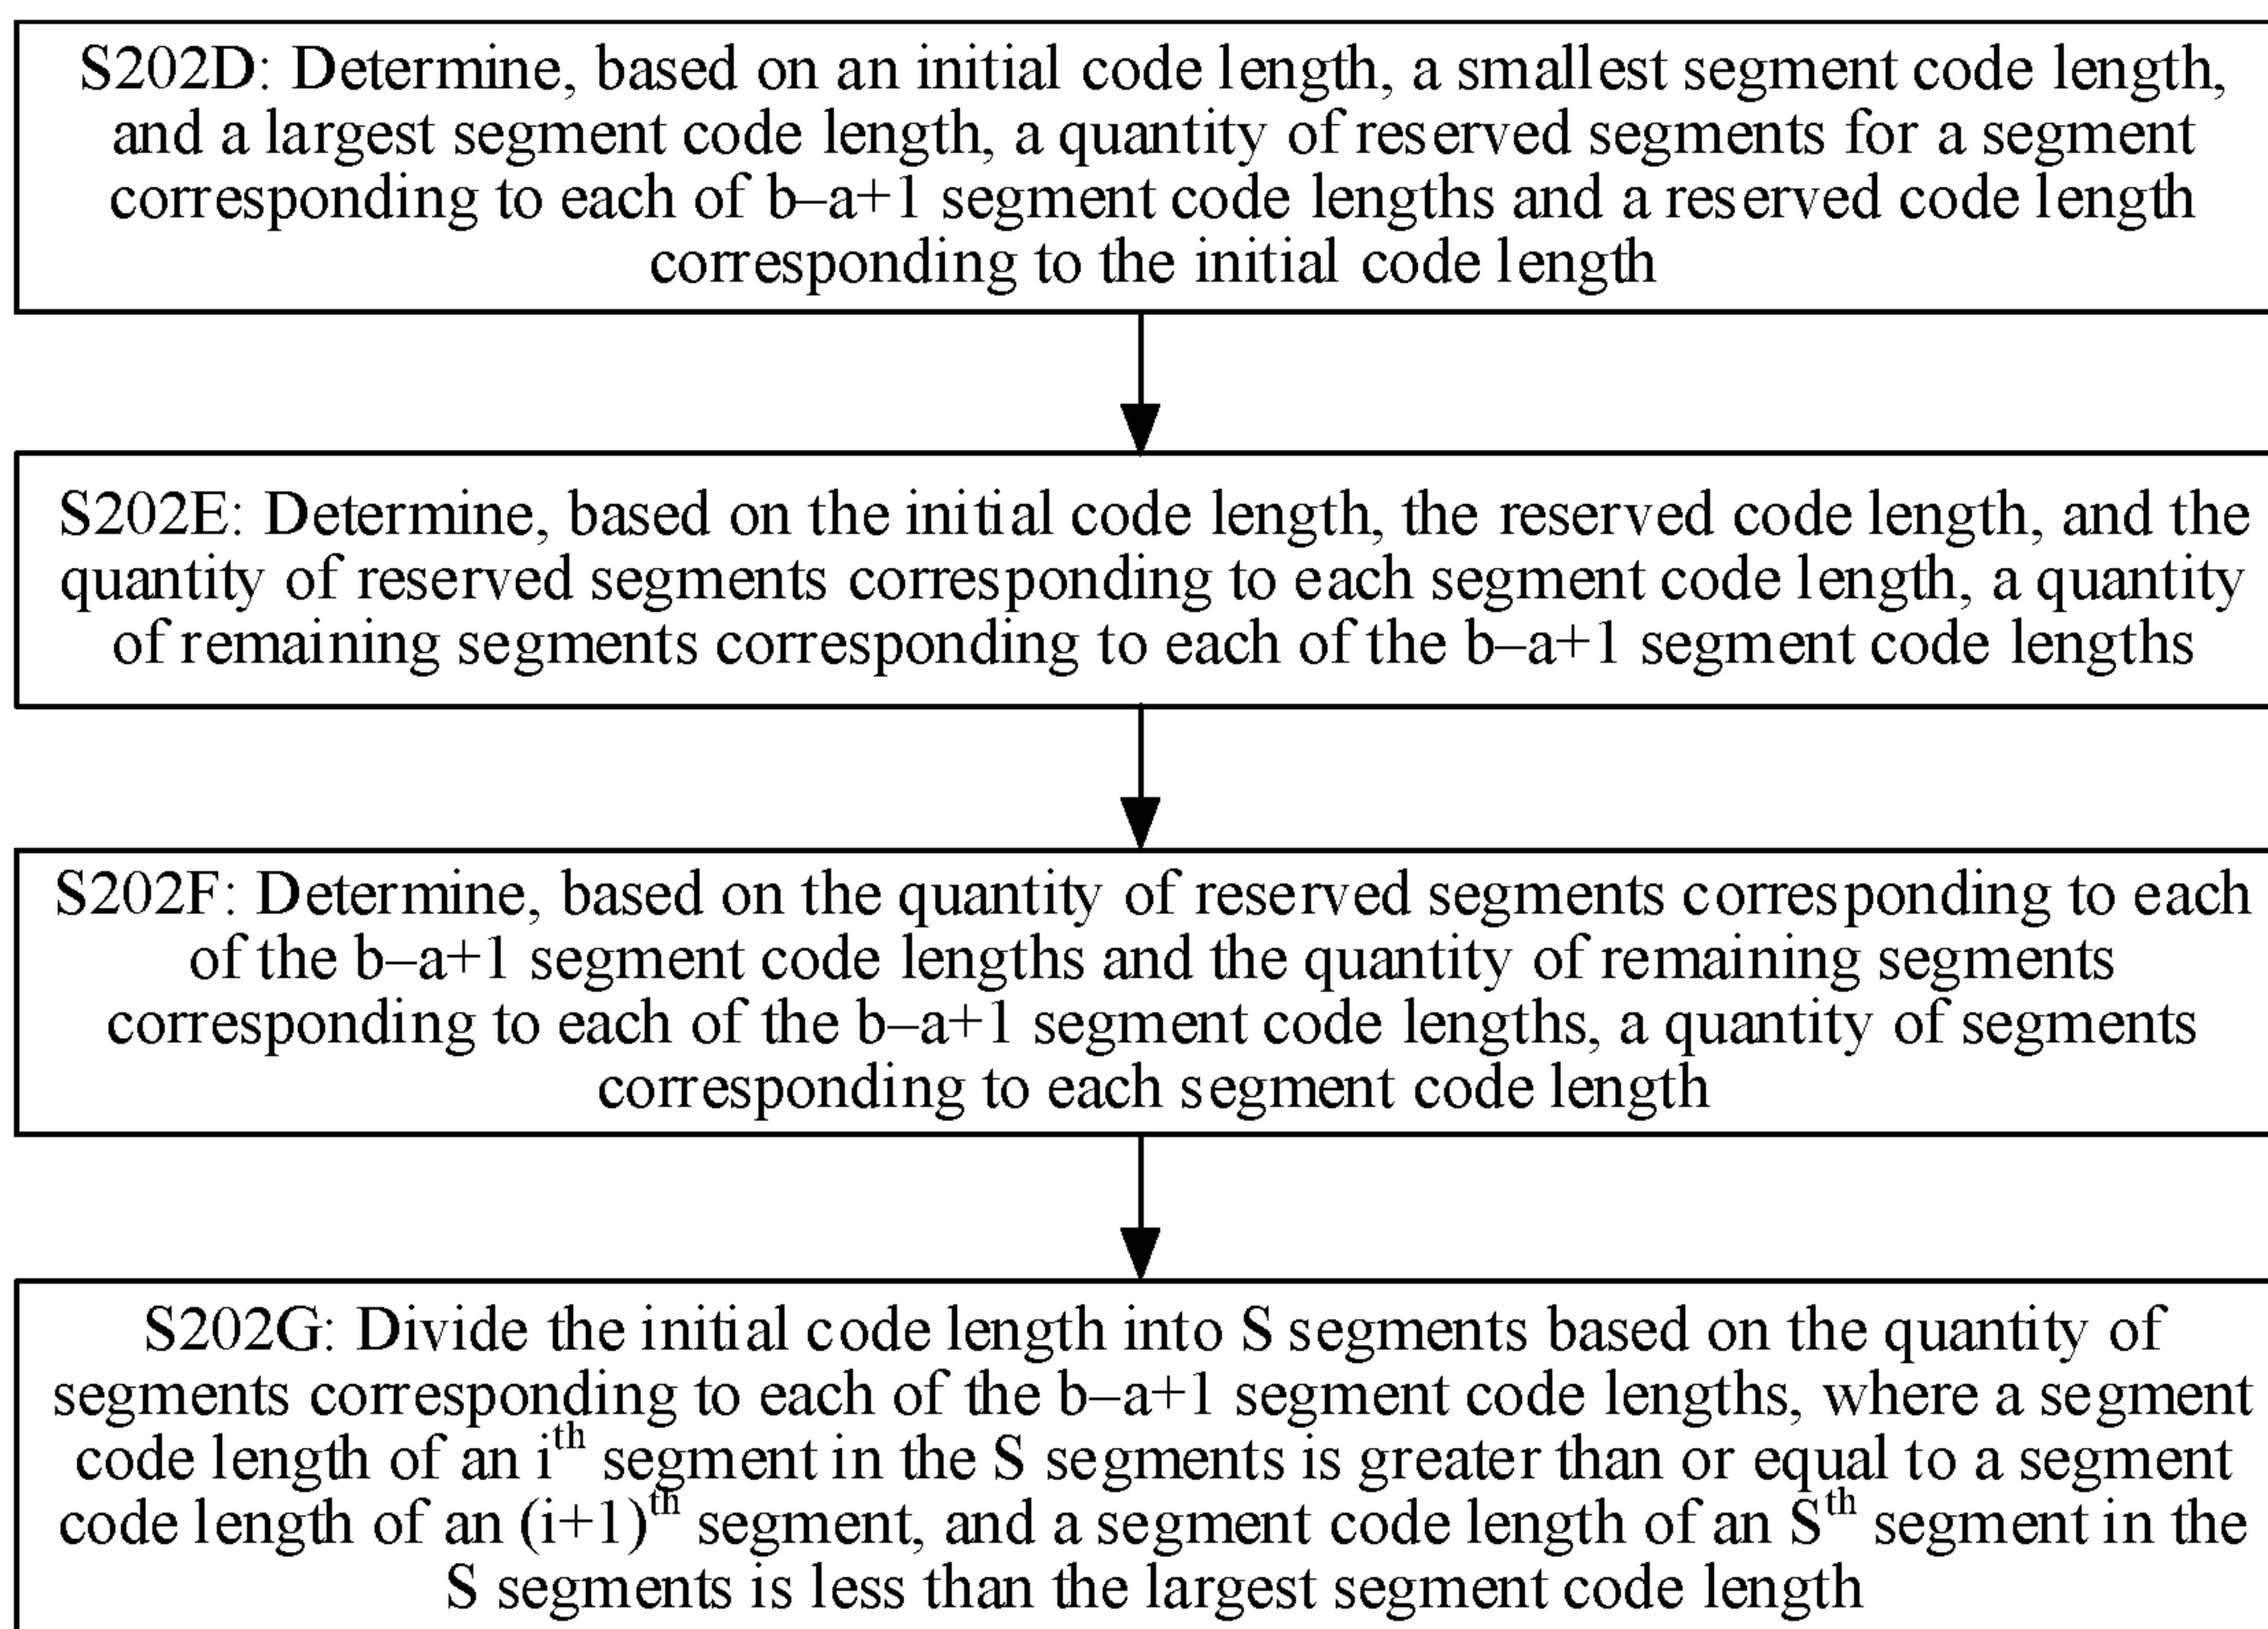 S202D: Determine, based on an initial code length, a smallest segment code length,
and a largest segment code length, a quantity of reserved segments for a segment
corresponding to each of b–a+1 segment code lengths and a reserved code length
corresponding to the initial code length
S202E: Determine, based on the initial code length, the reserved code length, and the
quantity of reserved segments corresponding to each segment code length, a quantity
of remaining segments corresponding to each of the b–a+1 segment code lengths
S202F: Determine, based on the quantity of reserved segments corresponding to each
of the b–a+1 segment code lengths and the quantity of remaining segments
corresponding to each of the b–a+1 segment code lengths, a quantity of segments
corresponding to each segment code length
S202G: Divide the initial code length into S segments based on the quantity of
segments corresponding to each of the b–a+1 segment code lengths, where a segment
code length of an i^th segment in the S segments is greater than or equal to a segment
code length of an (i+1)^th segment, and a segment code length of an S^th segment in the
S segments is less than the largest segment code length